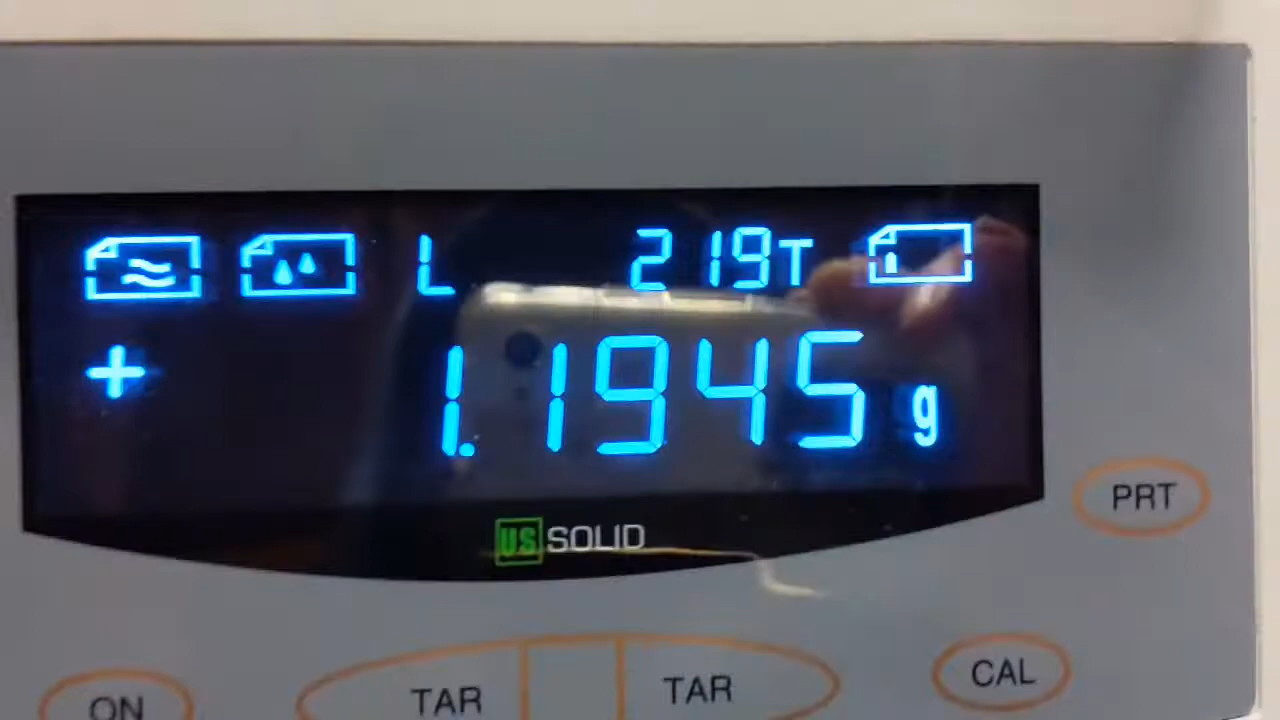 L 219T
+ 1.1945 g
US SOLID
PRT
ON TAR TAR CAL